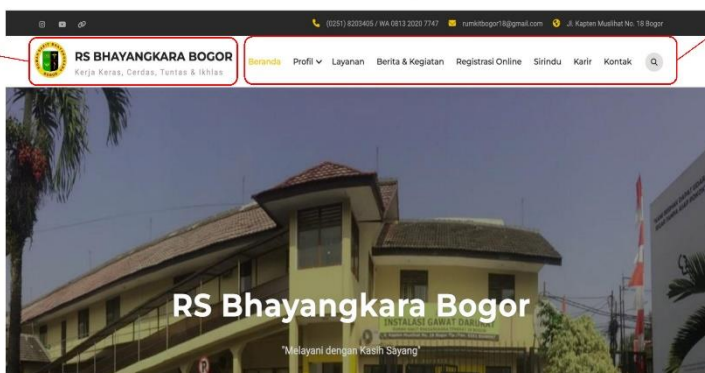 (0251) 8203405 / WA 0813 2020 7747 rumkitbogor18@gmail.com Jl. Kapten Muslihat No. 18 Bogor
RS BHAYANGKARA BOGOR
Kerja Keras, Cerdas, Tuntas & Ikhlas
Beranda Profil Layanan Berita & Kegiatan Registrasi Online Sirindu Karir Kontak
RS Bhayangkara Bogor
INSTALASI GAWAT DARURAT
"Melayani dengan Kasih Sayang"